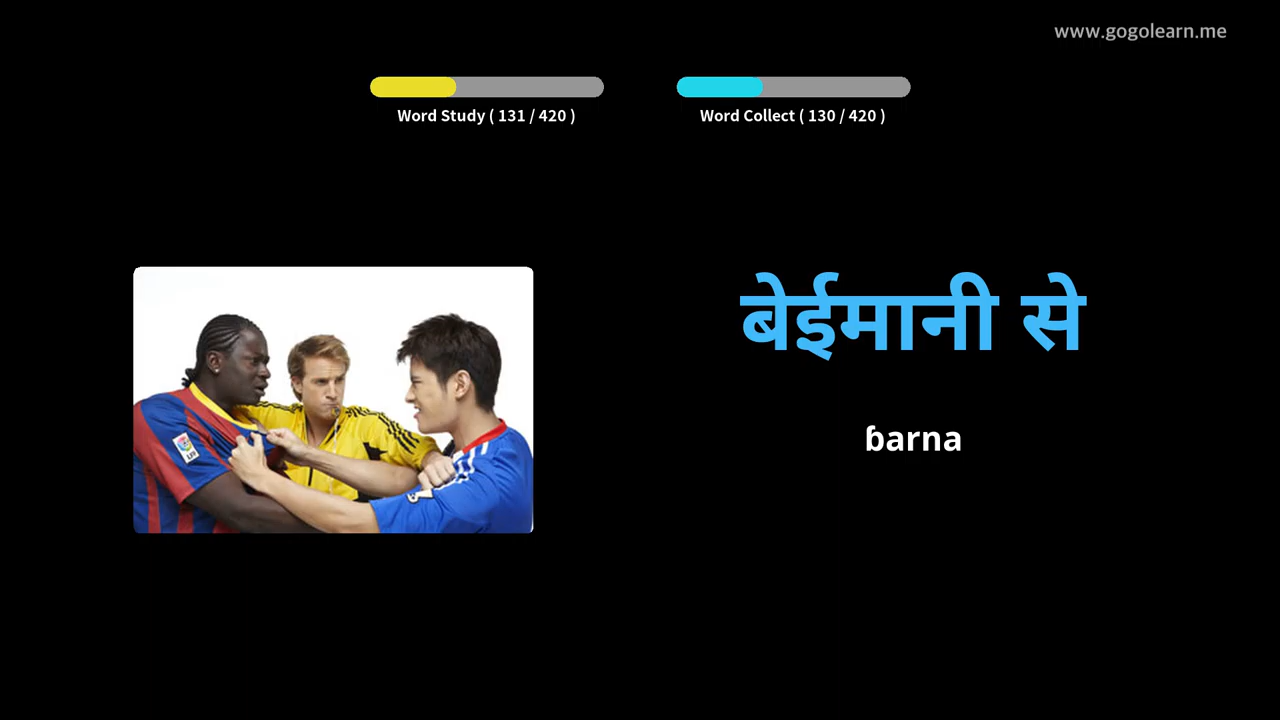 www.gogolearn.me
Word Study ( 131 / 420 )
Word Collect ( 130 / 420 )
बेईमानी से
ɓarna